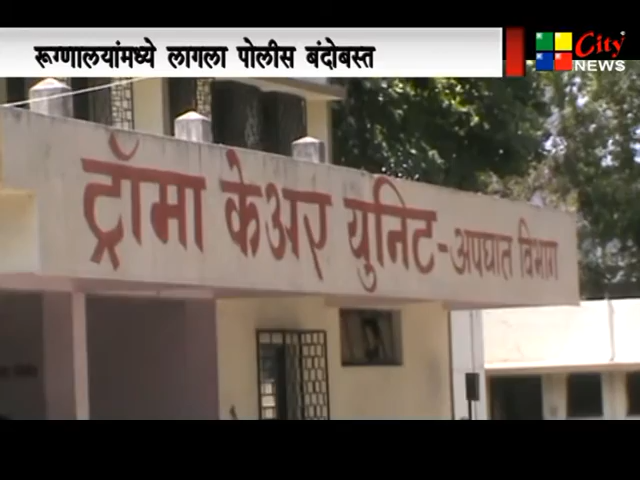 रूग्णालयांमध्ये लागला पोलीस बंदोबस्त
City
NEWS
ट्रॉमा केअर युनिट-अपघात विभाग